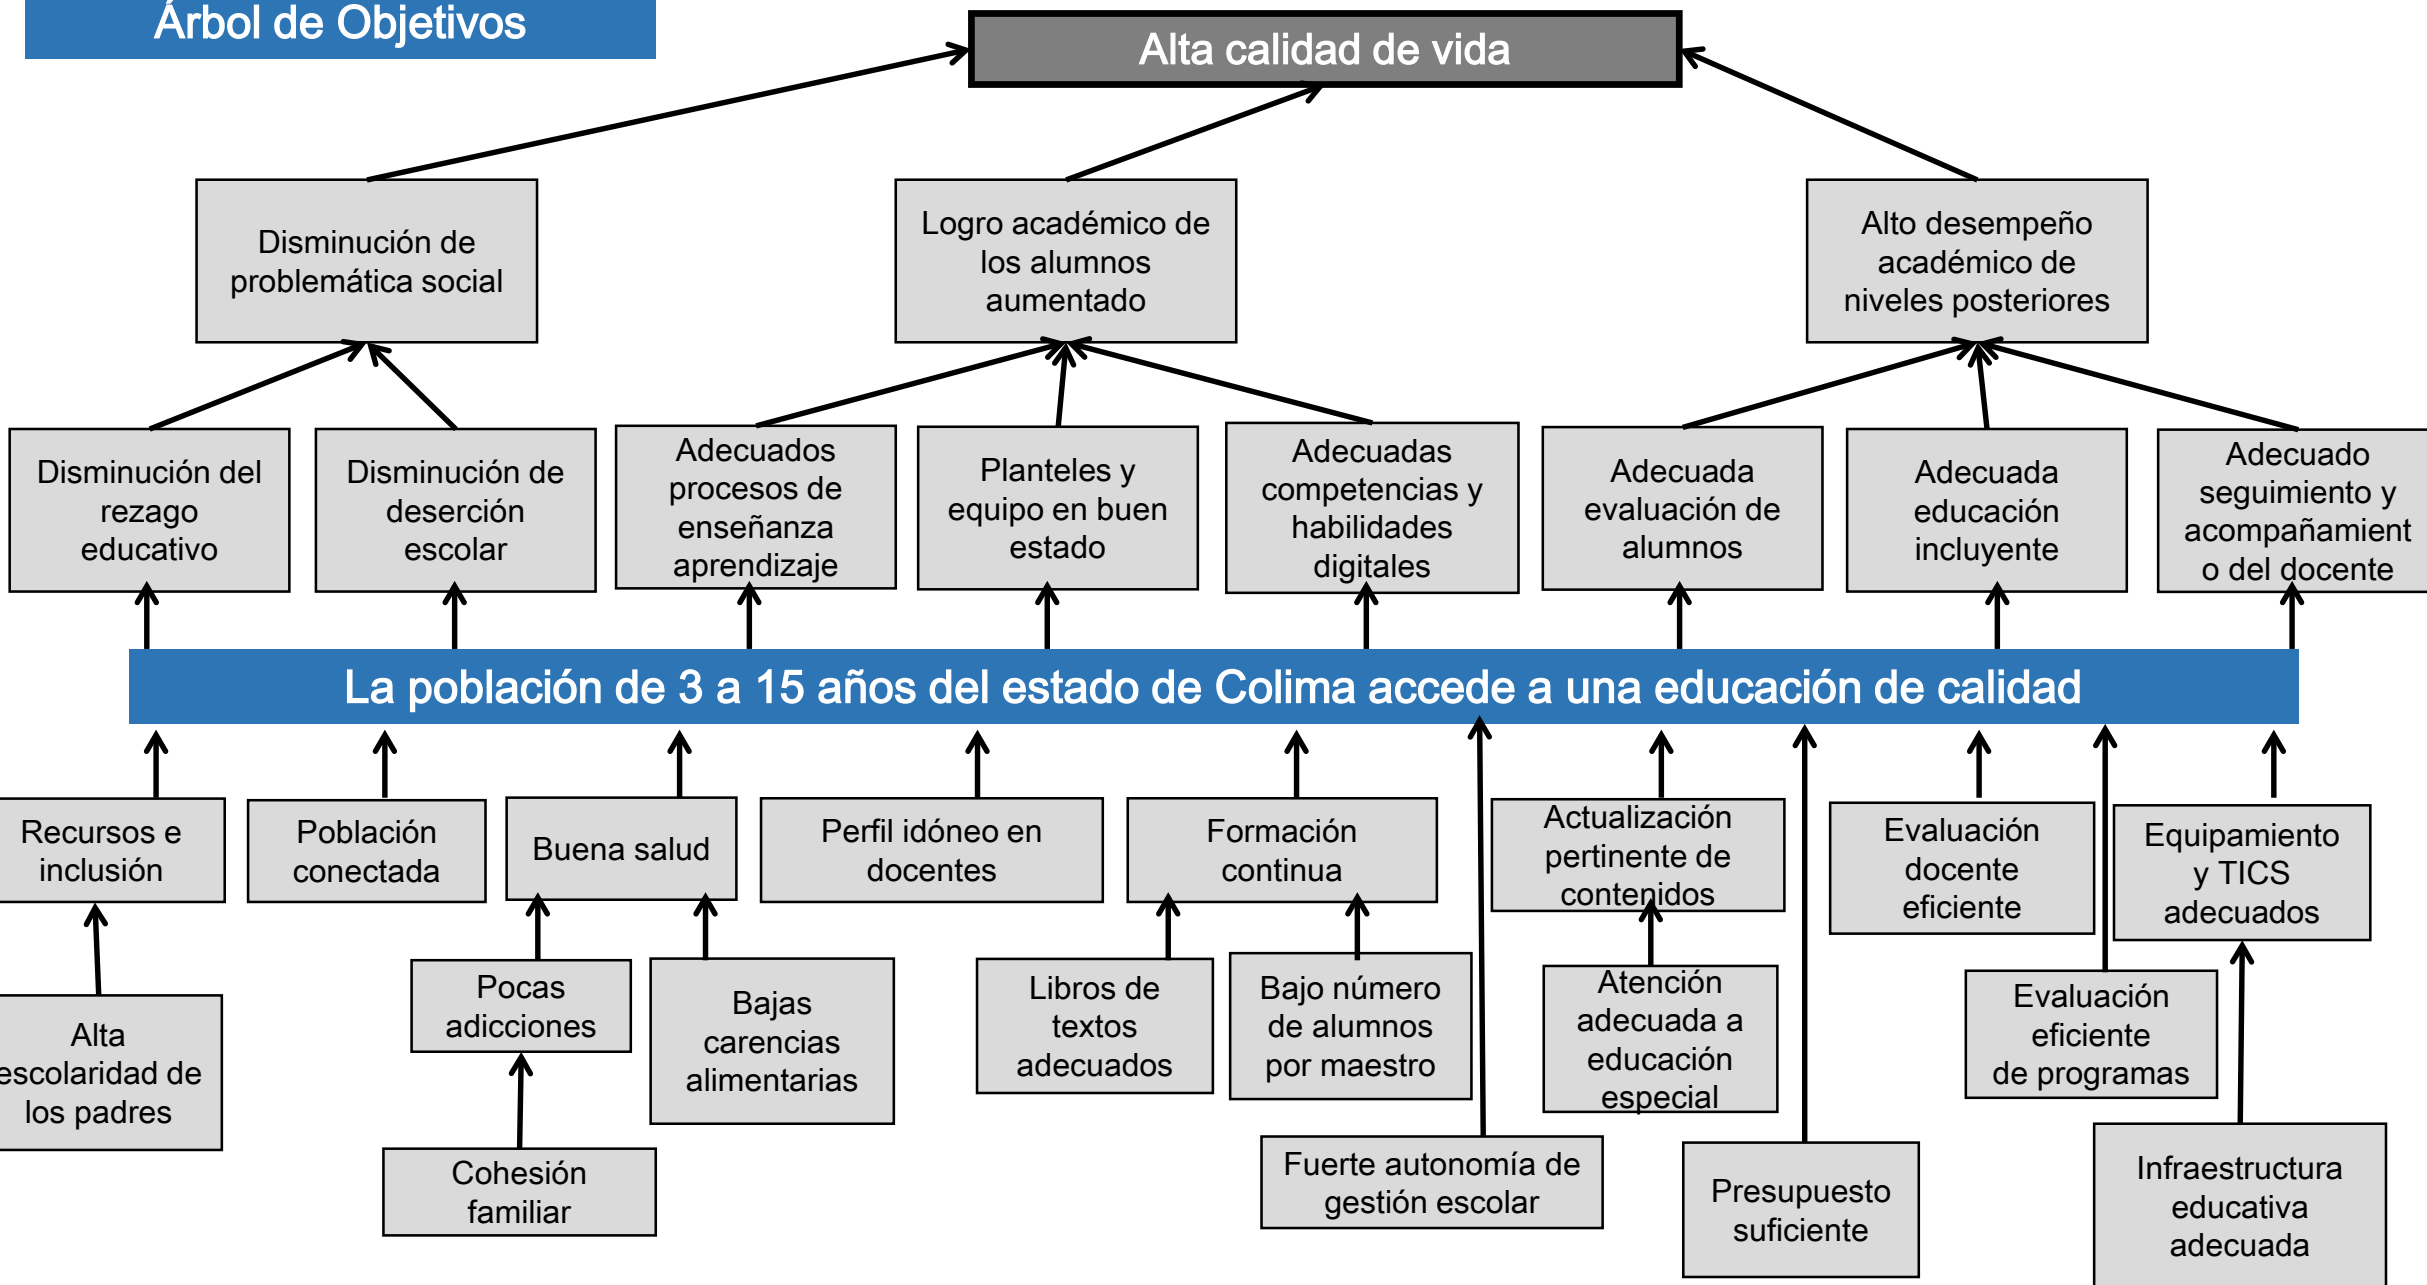 Árbol de Objetivos
Alta calidad de vida
Disminución de
problemática social
Logro académico de
los alumnos
aumentado
Alto desempeño
académico de
niveles posteriores
Disminución del
rezago
educativo
Disminución de
deserción
escolar
Adecuados
procesos de
enseñanza
aprendizaje
Planteles y
equipo en buen
estado
Adecuadas
competencias y
habilidades
digitales
Adecuada
evaluación de
alumnos
Adecuada
educación
incluyente
Adecuado
seguimiento y
acompañamient
o del docente
La población de 3 a 15 años del estado de Colima accede a una educación de calidad
Recursos e
inclusión
Población
conectada
Buena salud
Perfil idóneo en
docentes
Formación
continua
Actualización
pertinente de
contenidos
Evaluación
docente
eficiente
Equipamiento
y TICS
adecuados
Alta
escolaridad de
los padres
Pocas
adicciones
Bajas
carencias
alimentarias
Libros de
textos
adecuados
Bajo número
de alumnos
por maestro
Atención
adecuada a
educación
especial
Evaluación
eficiente
de programas
Cohesión
familiar
Fuerte autonomía de
gestión escolar
Presupuesto
suficiente
Infraestructura
educativa
adecuada